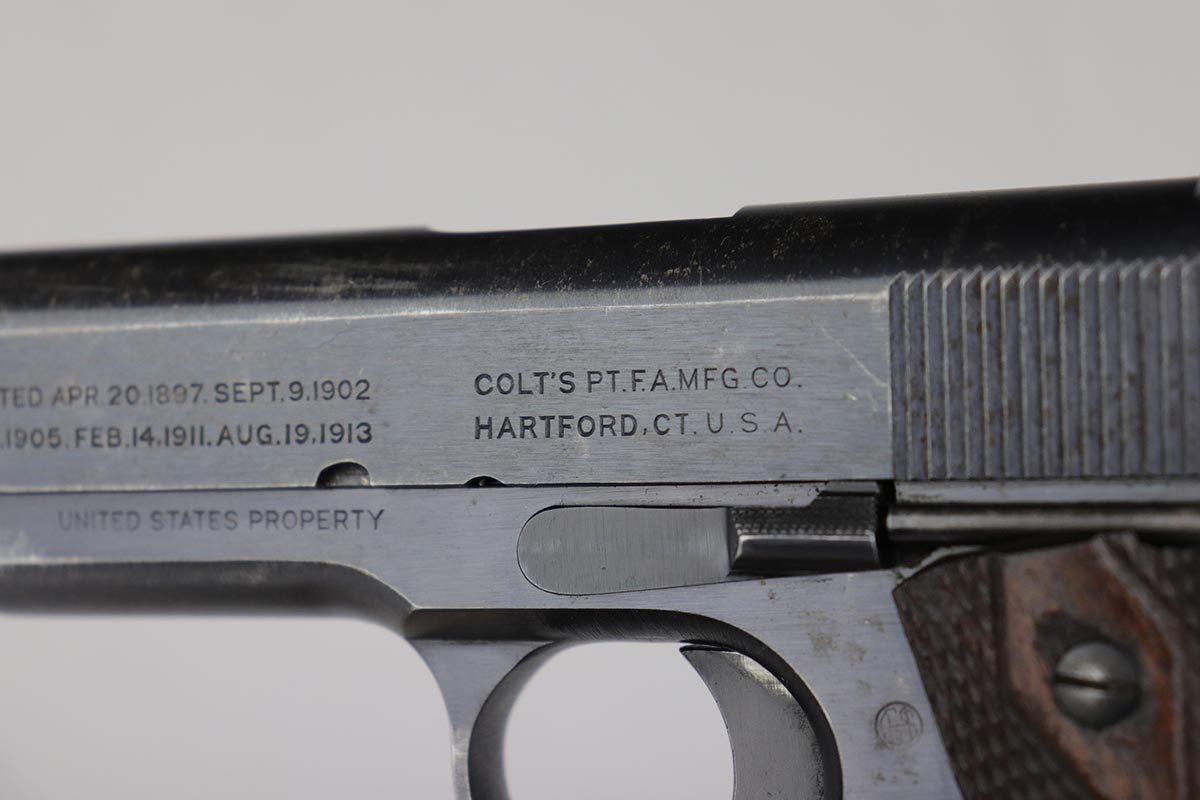 TED APR.20.1897. SEPT.9.1902
.1905. FEB.14,1911. AUG.19,1913
COLT'S PT.F.A.MFG.CO.
HARTFORD,CT.U.S.A.
UNITED STATES PROPERTY